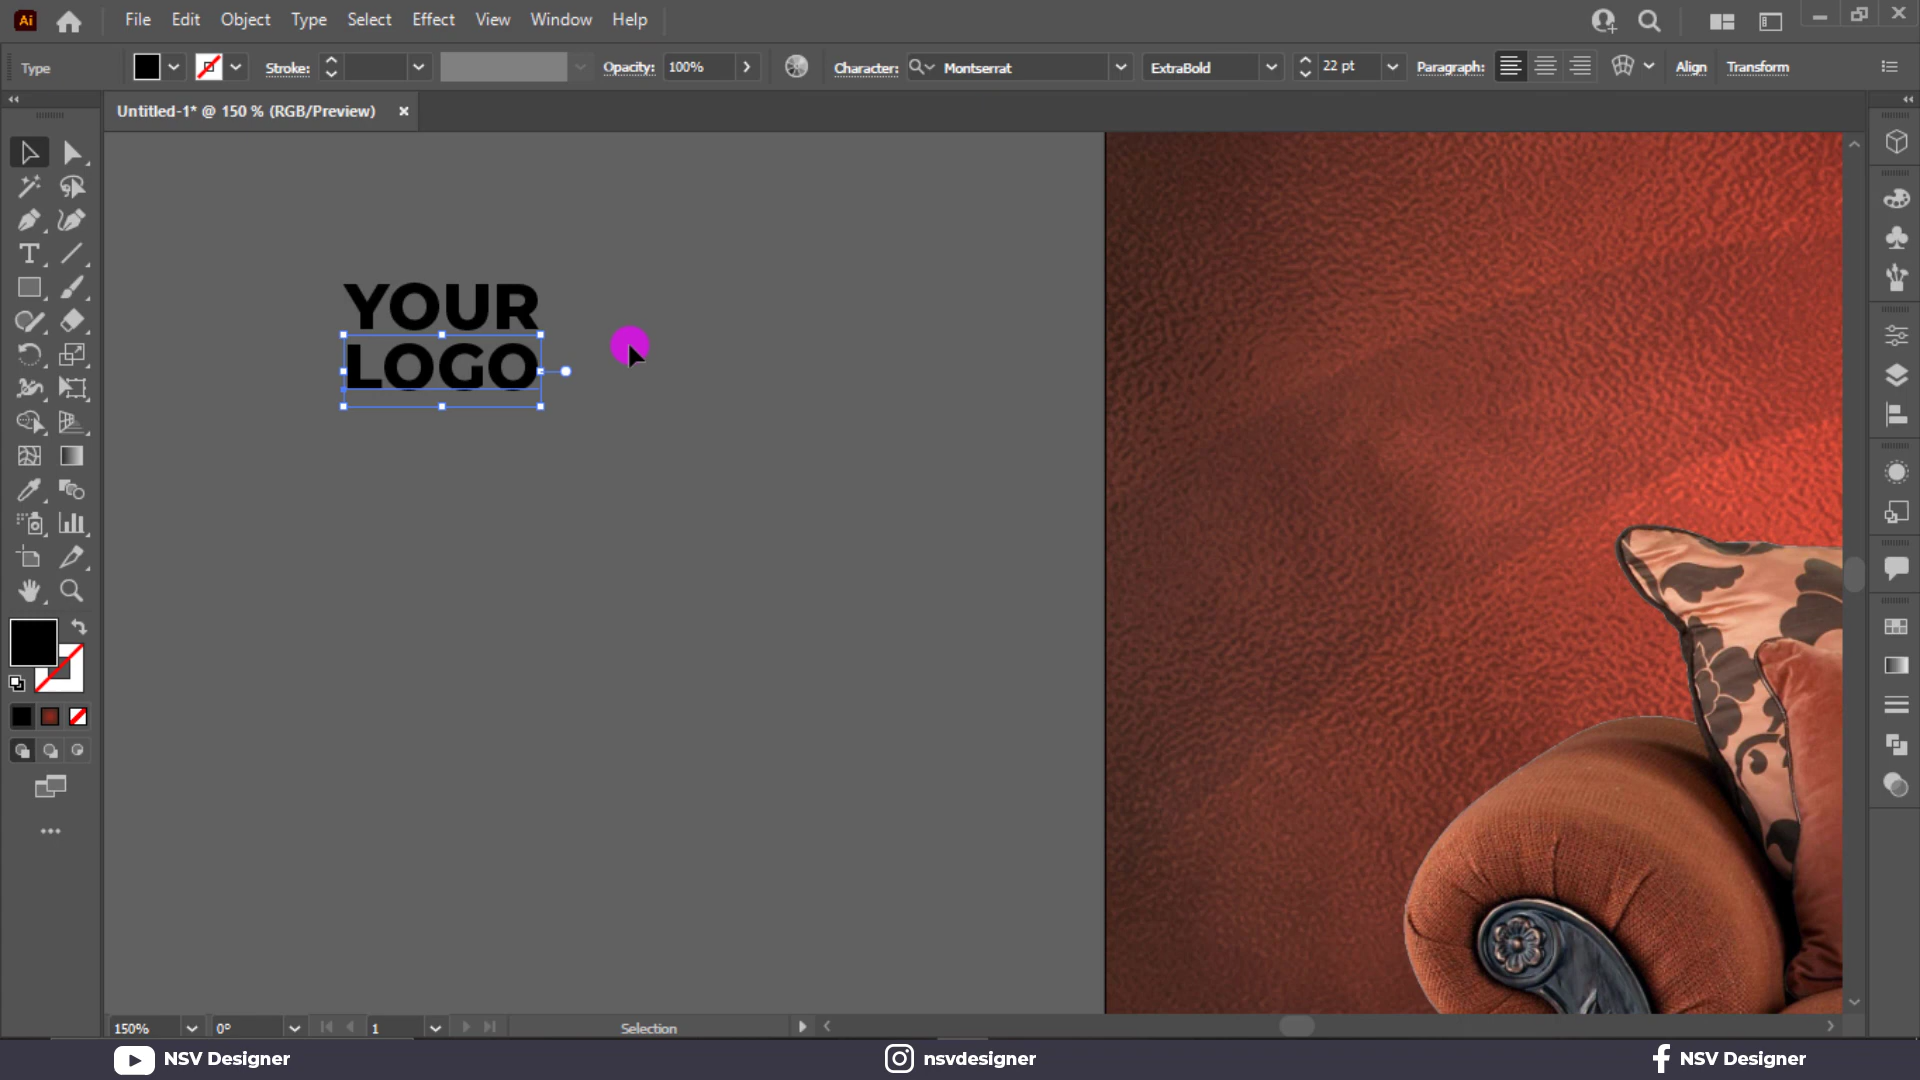 Ai File Edit Object Type Select Effect View Window Help
Type Stroke: Opacity: 100% Character: Montserrat ExtraBold 22 pt Paragraph: Align Transform
Untitled-1* @ 150 % (RGB/Preview)
YOUR
LOGO
150% 0° 1 Selection
NSV Designer nsvdesigner NSV Designer